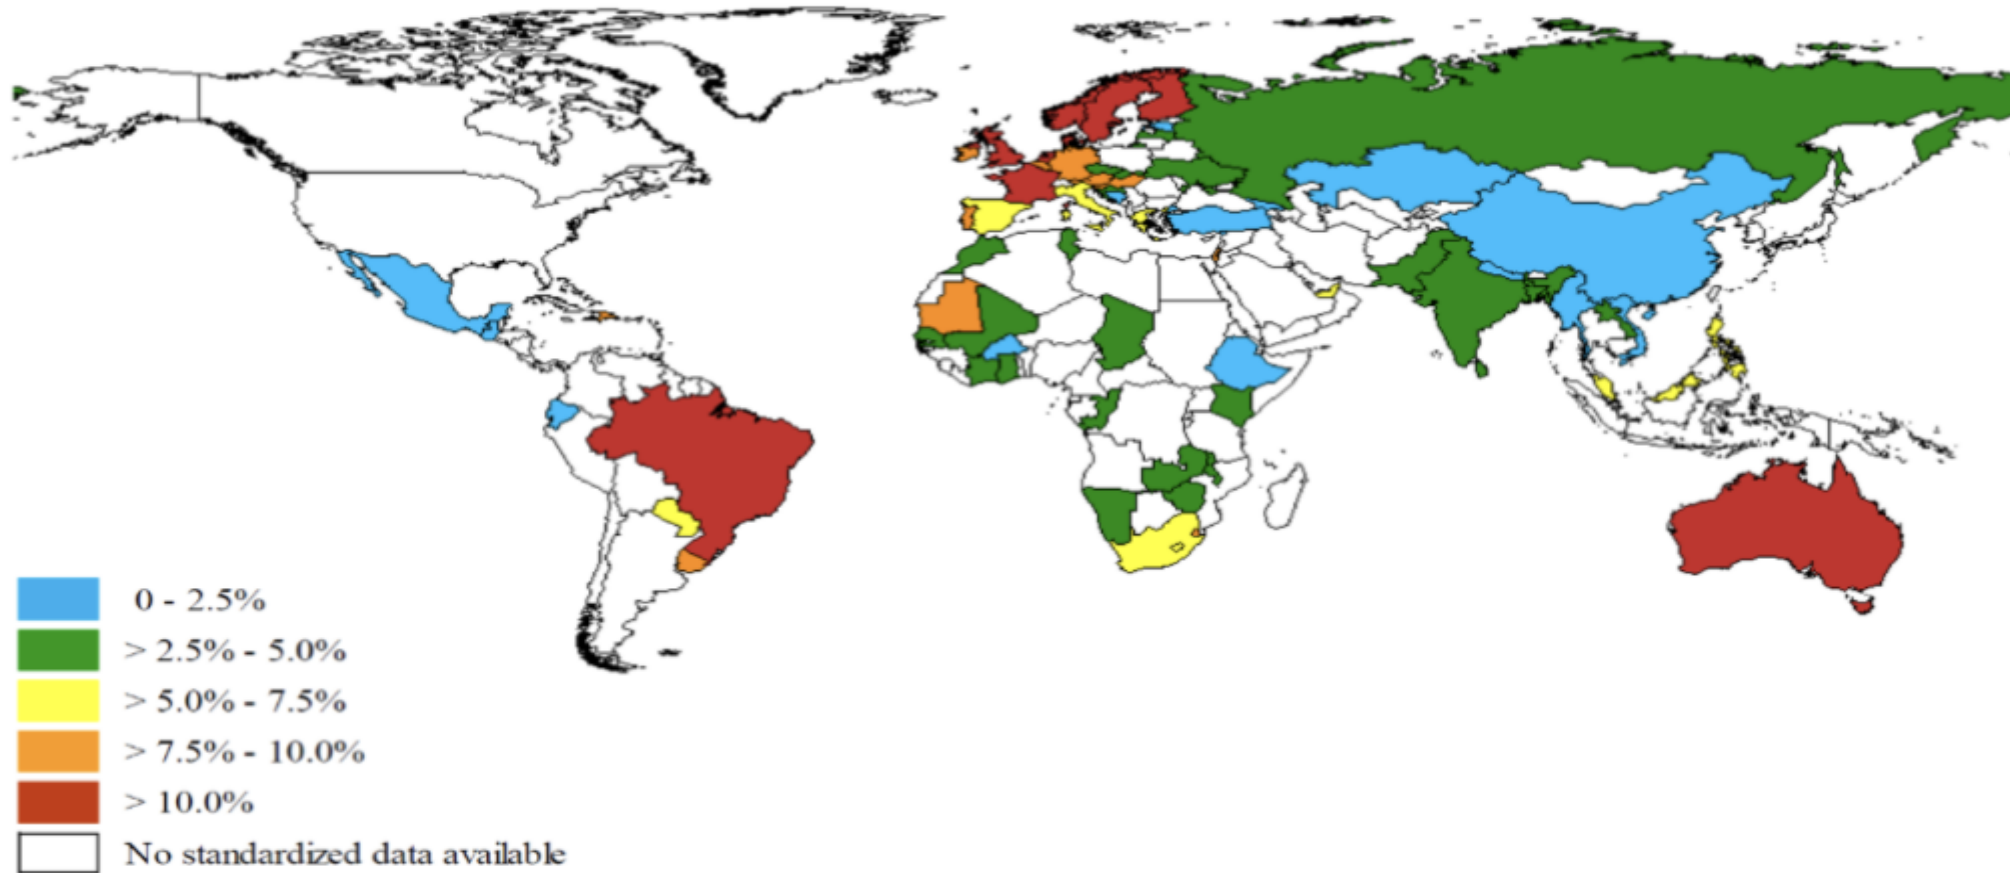 0 - 2.5%
> 2.5% - 5.0%
> 5.0% - 7.5%
> 7.5% - 10.0%
> 10.0%
No standardized data available